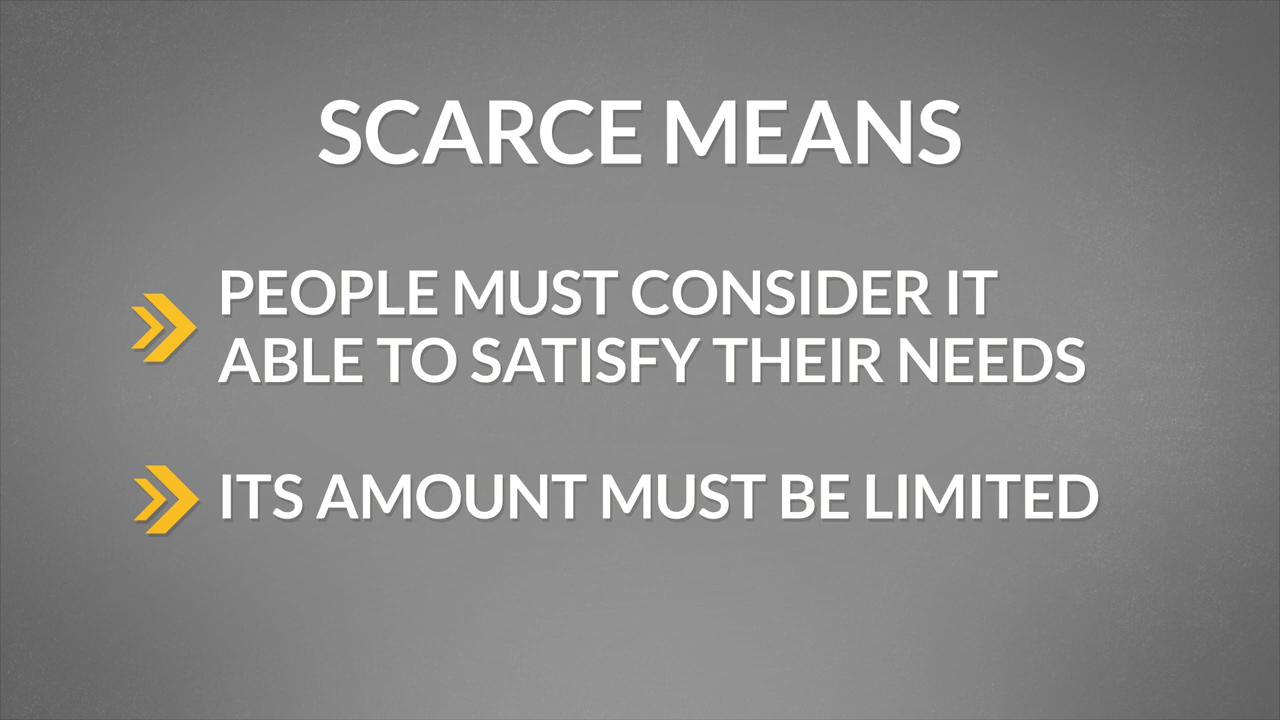 SCARCE MEANS
PEOPLE MUST CONSIDER IT
ABLE TO SATISFY THEIR NEEDS
ITS AMOUNT MUST BE LIMITED